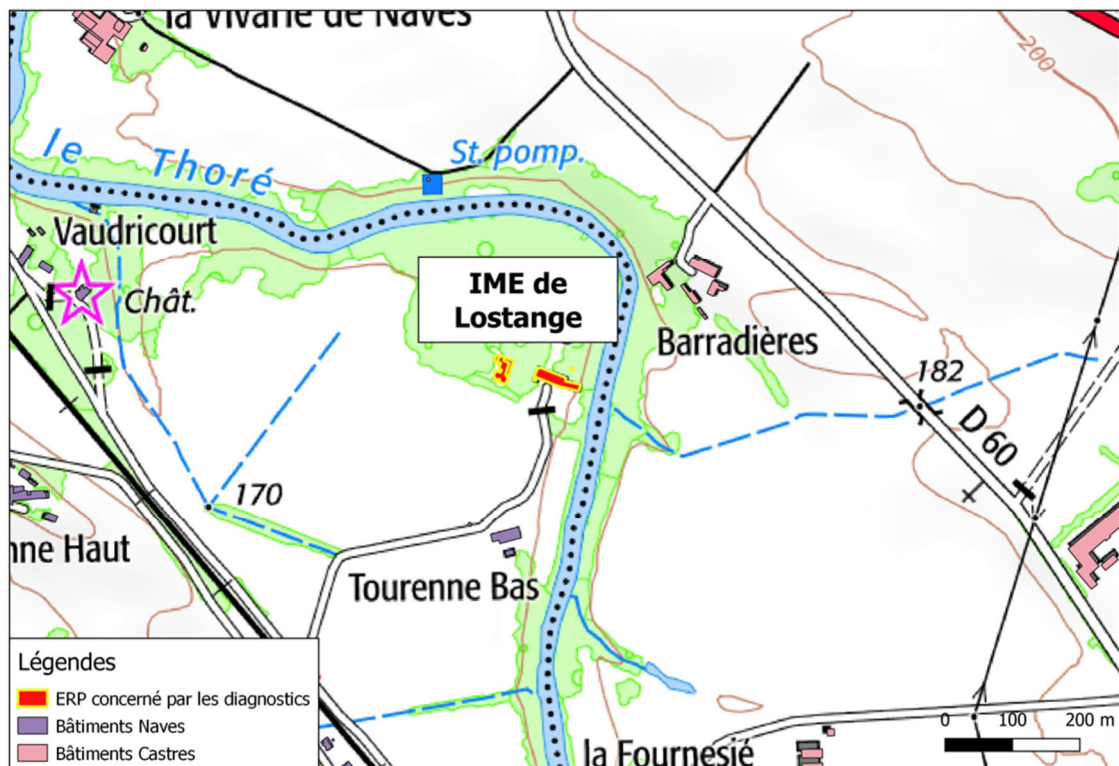 la Vivarie de Naves
200
le Thoré
St. pomp.
Vaudricourt
Chât.
IME de
Lostange
Barradières
182
D 60
170
nne Haut
Tourenne Bas
la Fournesié
Légendes
ERP concerné par les diagnostics
Bâtiments Naves
Bâtiments Castres
0 100 200 m